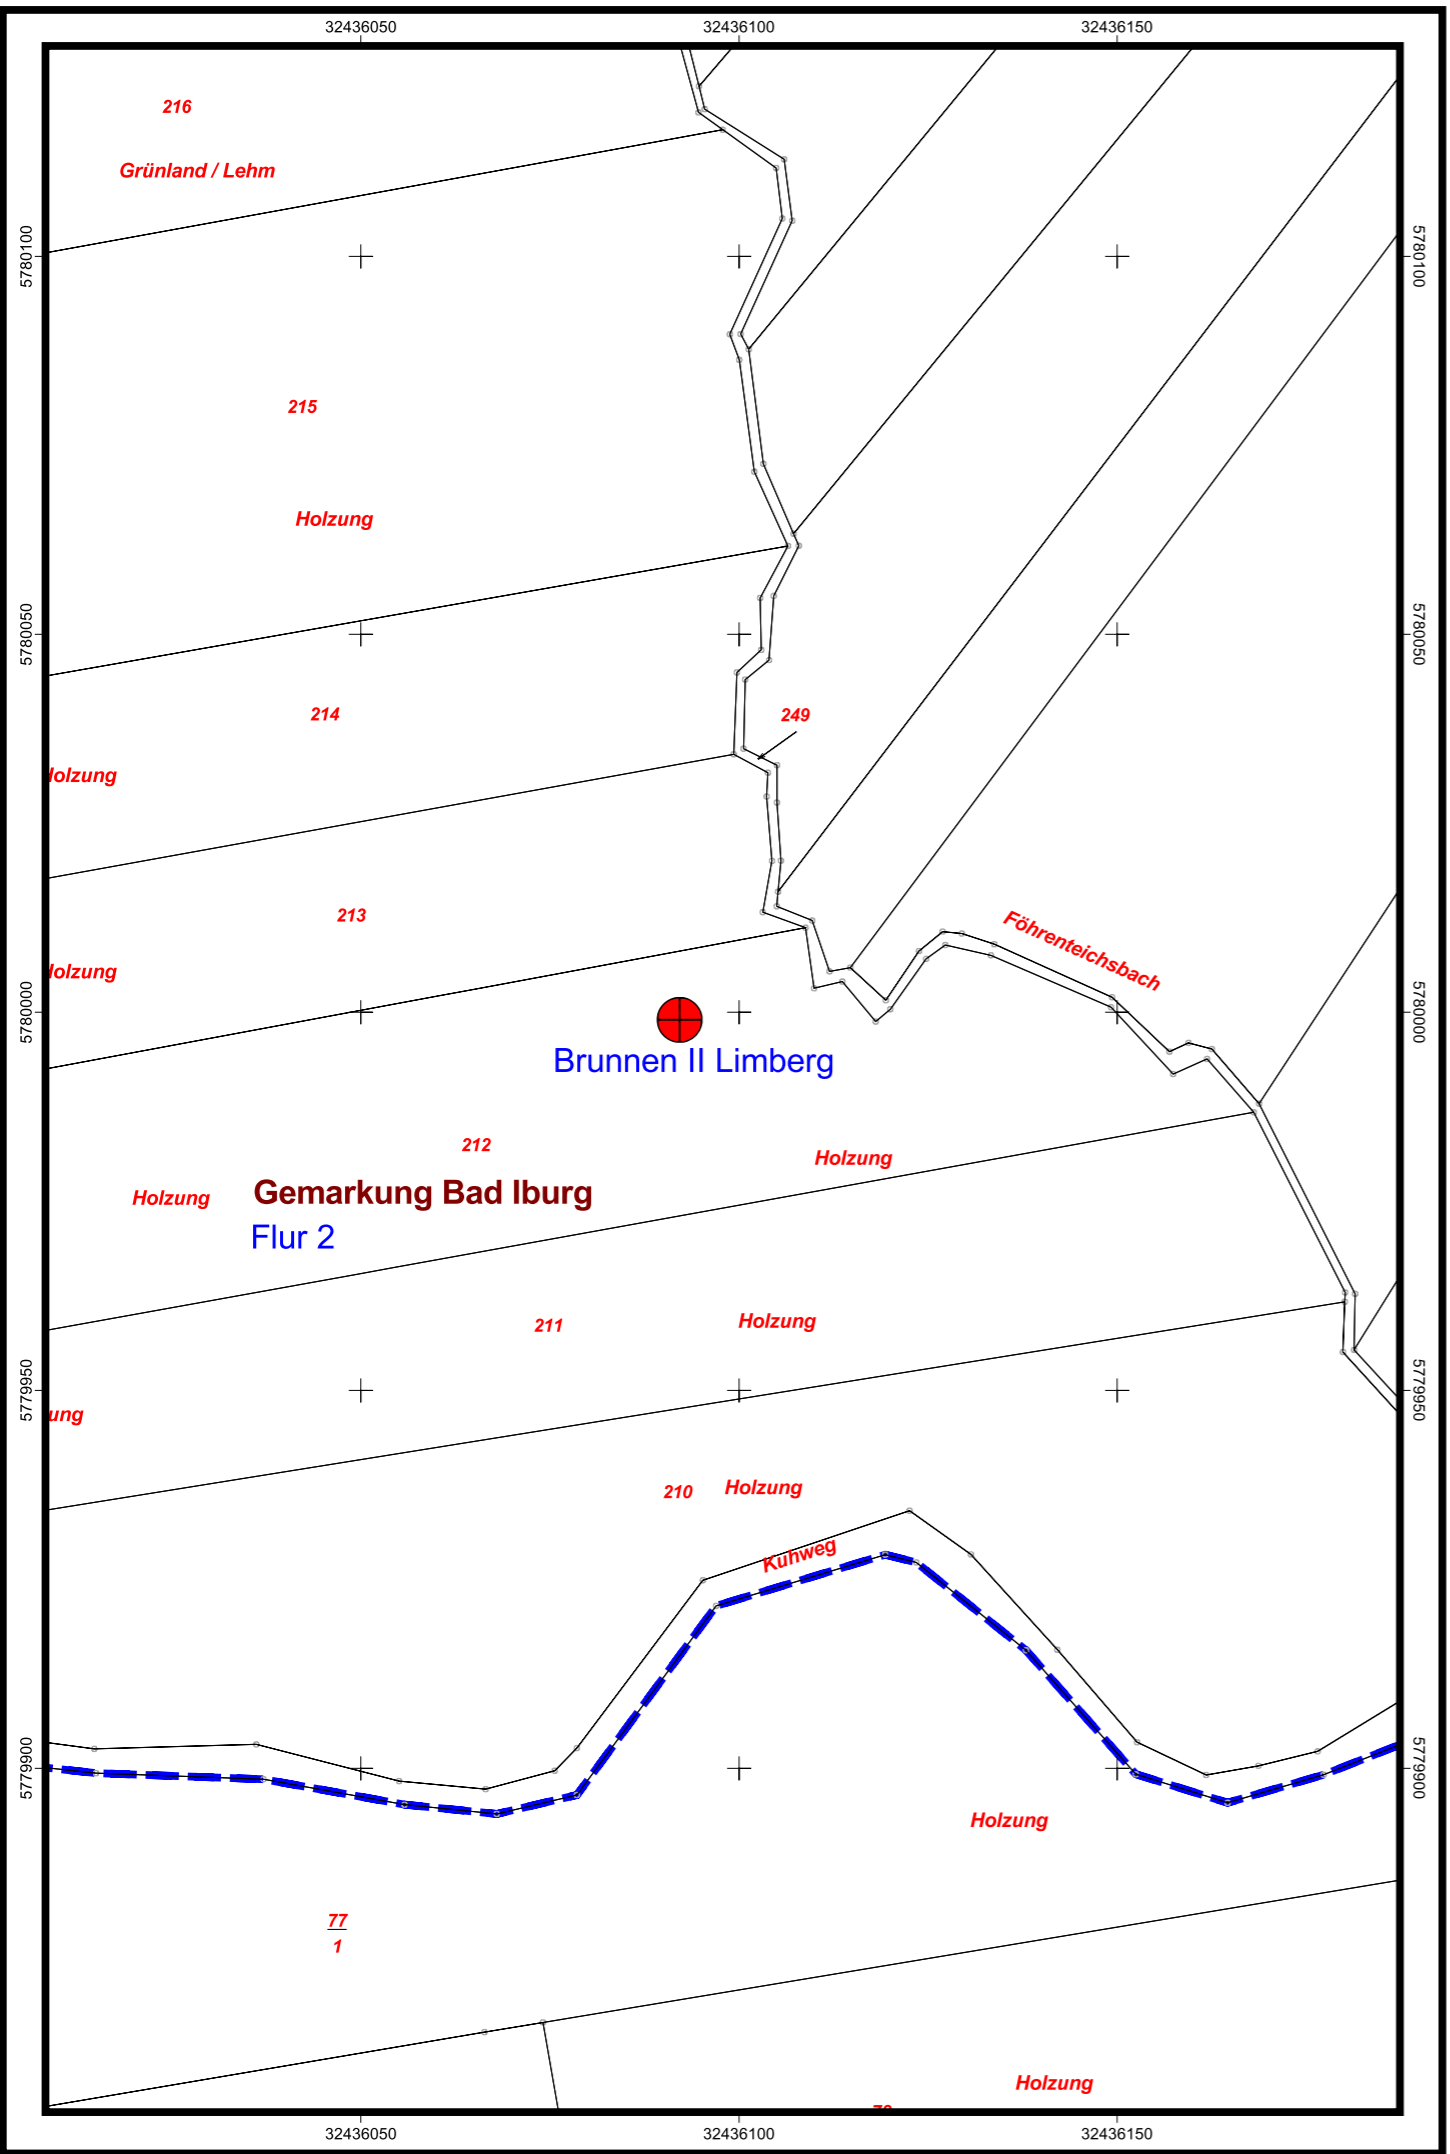 32436050 32436100 32436150
216
Grünland / Lehm
5780100 5780100
215
Holzung
5780050 5780050
214
249
Holzung
213
Föhrenteichsbach
Holzung
5780000 5780000
Brunnen II Limberg
212
Holzung
Holzung
Gemarkung Bad Iburg
Flur 2
211
Holzung
5779950 5779950
ung
210
Holzung
Kuhweg
5779900 5779900
Holzung
77
1
Holzung
32436050 32436100 32436150